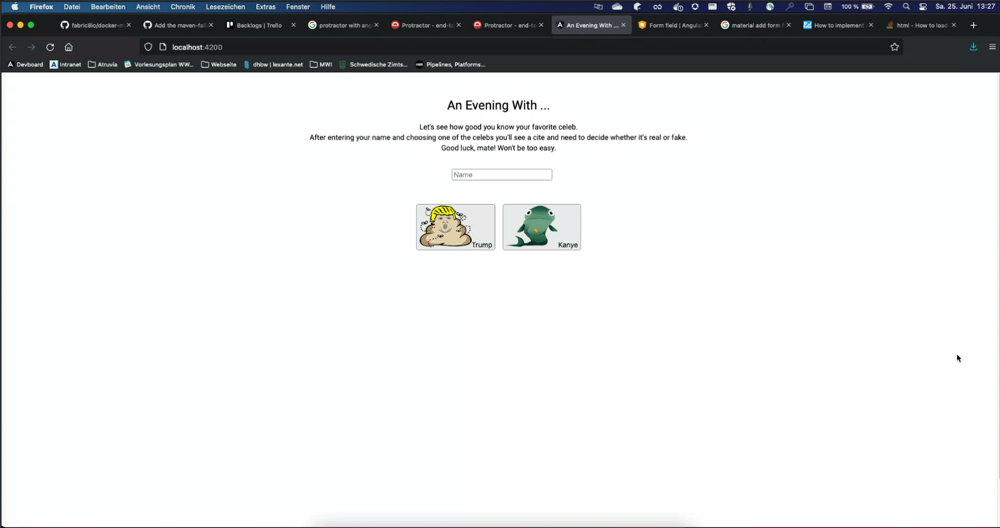 Firefox Datei Bearbeiten Ansicht Chronik Lesezeichen Extras Fenster Hilfe 100 % Sa. 25. Juni 13:27
fabric8io/docker-m Add the maven-fail Backlogs | Trello protractor with ang Protractor - end-to Protractor - end-to An Evening With ... Form field | Angula material add form f How to implement html - How to load
localhost:4200
Devboard Intranet Atruvia Vorlesungsplan WW... Webseite dhbw | lexante.net MWI Schwedische Zimts... Pipelines, Platforms...
An Evening With ...
Let's see how good you know your favorite celeb.
After entering your name and choosing one of the celebs you'll see a cite and need to decide whether it's real or fake.
Good luck, mate! Won't be too easy.
Name
Trump Kanye